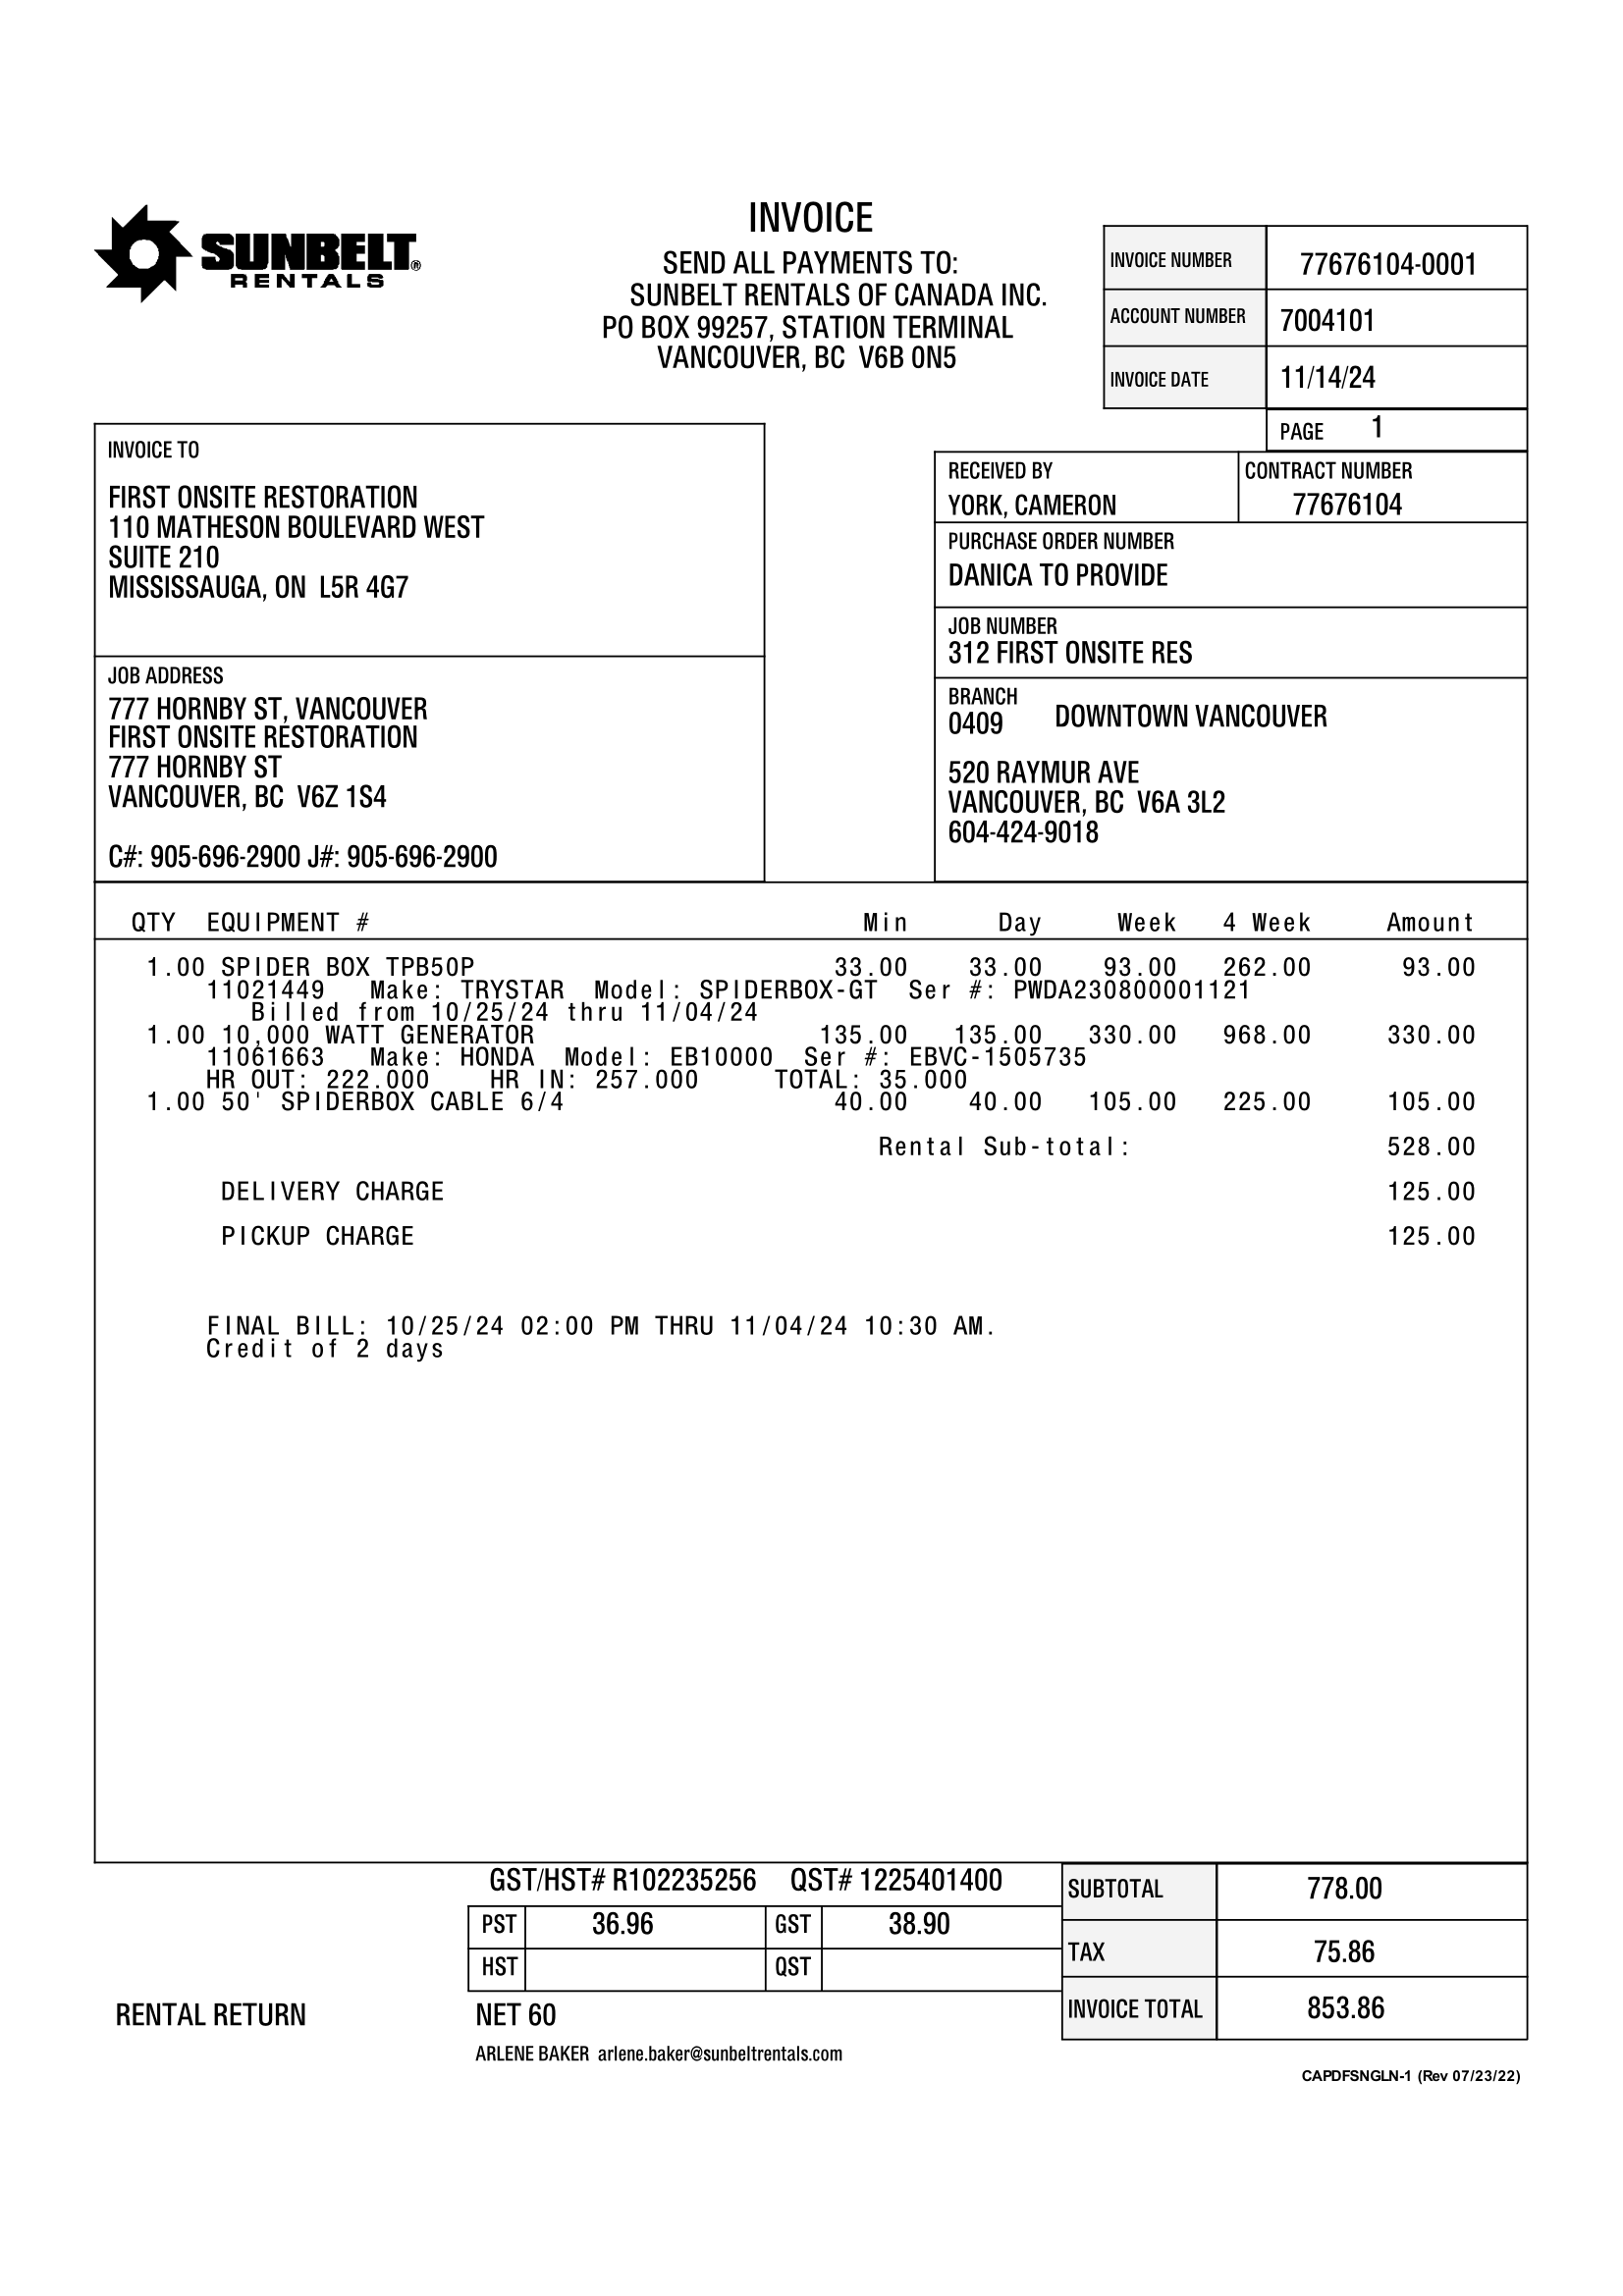 SUNBELT®
RENTALS
INVOICE
SEND ALL PAYMENTS TO:
SUNBELT RENTALS OF CANADA INC.
PO BOX 99257, STATION TERMINAL
VANCOUVER, BC V6B 0N5
INVOICE NUMBER 77676104-0001
ACCOUNT NUMBER 7004101
INVOICE DATE 11/14/24
PAGE 1
INVOICE TO
FIRST ONSITE RESTORATION
110 MATHESON BOULEVARD WEST
SUITE 210
MISSISSAUGA, ON L5R 4G7
JOB ADDRESS
777 HORNBY ST, VANCOUVER
FIRST ONSITE RESTORATION
777 HORNBY ST
VANCOUVER, BC V6Z 1S4
C#: 905-696-2900 J#: 905-696-2900
RECEIVED BY CONTRACT NUMBER
YORK, CAMERON 77676104
PURCHASE ORDER NUMBER
DANICA TO PROVIDE
JOB NUMBER
312 FIRST ONSITE RES
BRANCH
0409 DOWNTOWN VANCOUVER
520 RAYMUR AVE
VANCOUVER, BC V6A 3L2
604-424-9018
QTY EQUIPMENT # Min Day Week 4 Week Amount
1.00 SPIDER BOX TPB50P 33.00 33.00 93.00 262.00 93.00
11021449 Make: TRYSTAR Model: SPIDERBOX-GT Ser #: PWDA230800001121
Billed from 10/25/24 thru 11/04/24
1.00 10,000 WATT GENERATOR 135.00 135.00 330.00 968.00 330.00
11061663 Make: HONDA Model: EB10000 Ser #: EBVC-1505735
HR OUT: 222.000 HR IN: 257.000 TOTAL: 35.000
1.00 50' SPIDERBOX CABLE 6/4 40.00 40.00 105.00 225.00 105.00
Rental Sub-total: 528.00
DELIVERY CHARGE 125.00
PICKUP CHARGE 125.00
FINAL BILL: 10/25/24 02:00 PM THRU 11/04/24 10:30 AM.
Credit of 2 days
GST/HST# R102235256 QST# 1225401400
PST 36.96 GST 38.90
HST QST
SUBTOTAL 778.00
TAX 75.86
INVOICE TOTAL 853.86
RENTAL RETURN NET 60
ARLENE BAKER arlene.baker@sunbeltrentals.com
CAPDFSNGLN-1 (Rev 07/23/22)